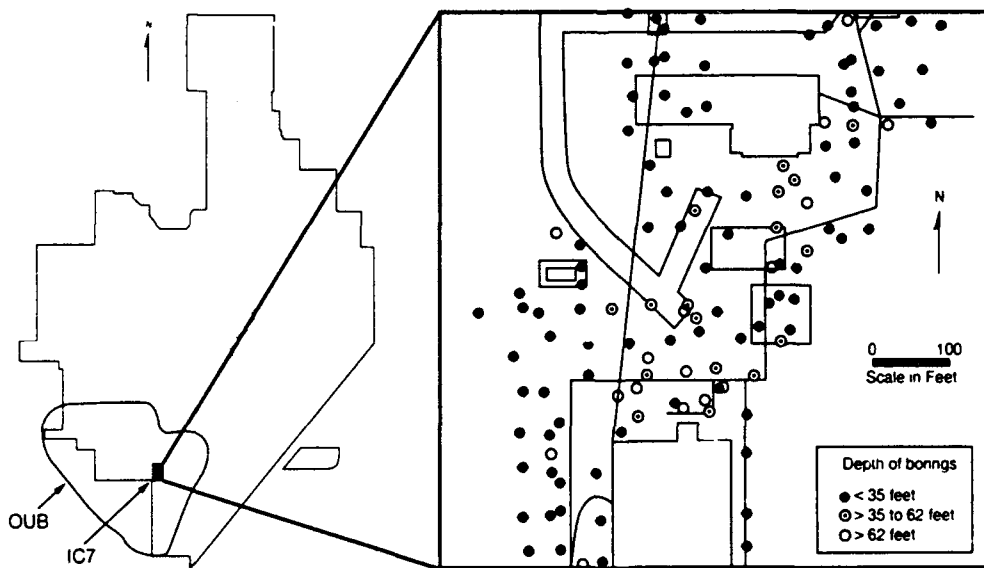 N
N
0 100
Scale in Feet
OUB
IC7
Depth of borings
< 35 feet
> 35 to 62 feet
> 62 feet